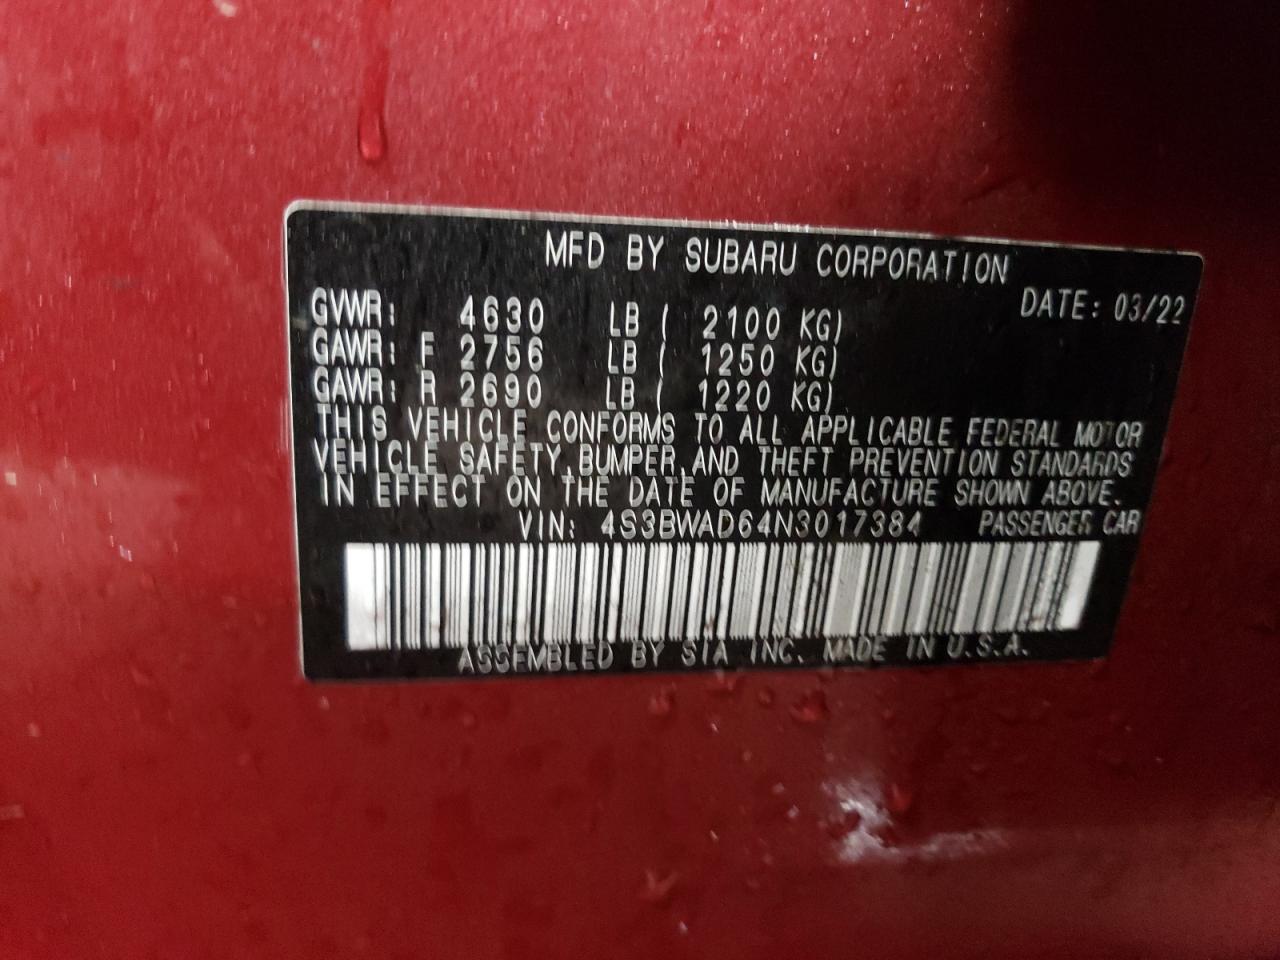 MFD BY SUBARU CORPORATION
DATE: 03/22
GVWR: 4630 LB ( 2100 KG)
GAWR: F 2756 LB ( 1250 KG)
GAWR: R 2690 LB ( 1220 KG)
THIS VEHICLE CONFORMS TO ALL APPLICABLE FEDERAL MOTOR
VEHICLE SAFETY,BUMPER,AND THEFT PREVENTION STANDARDS
IN EFFECT ON THE DATE OF MANUFACTURE SHOWN ABOVE.
VIN: 4S3BWAD64N3017384 PASSENGER CAR
ASSEMBLED BY SIA INC. MADE IN U.S.A.